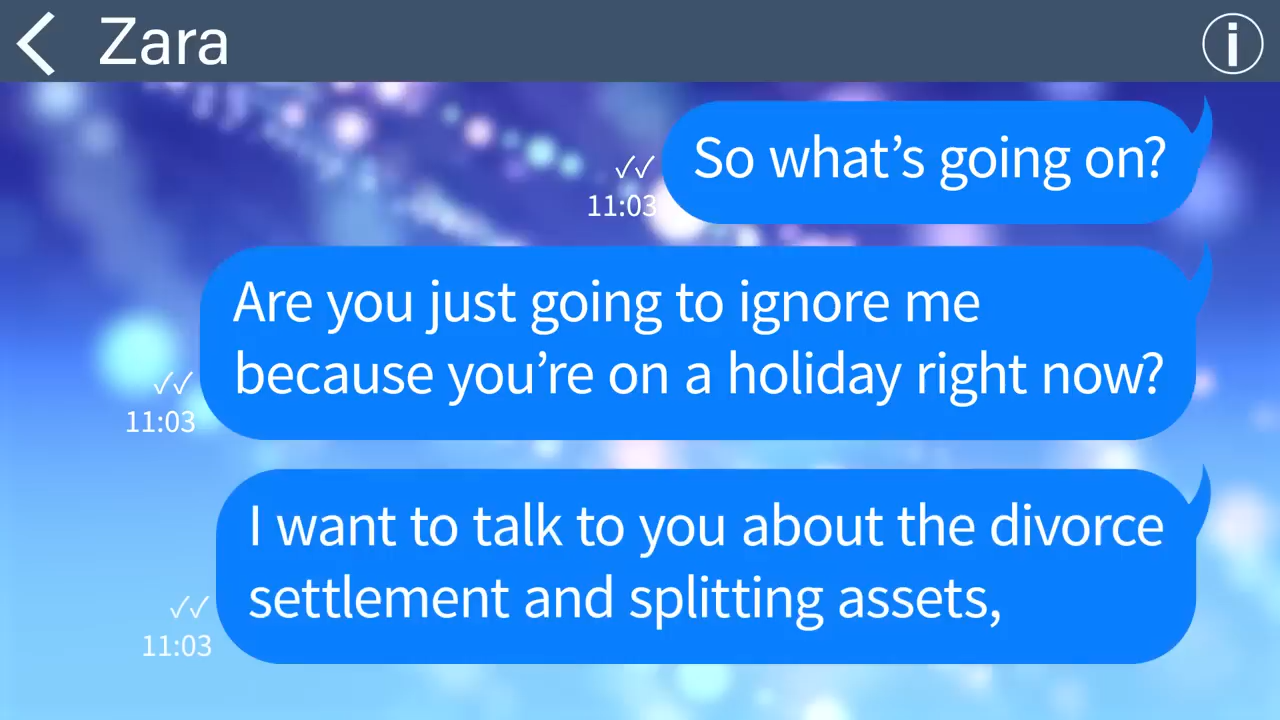 Zara
So what’s going on?
✓✓
11:03
Are you just going to ignore me
because you’re on a holiday right now?
✓✓
11:03
I want to talk to you about the divorce
settlement and splitting assets,
✓✓
11:03